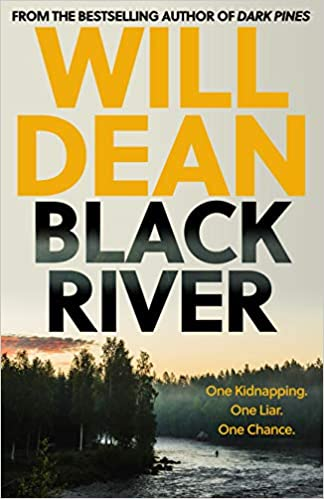 FROM THE BESTSELLING AUTHOR OF DARK PINES
WILL
DEAN
BLACK
RIVER
One Kidnapping.
One Liar.
One Chance.